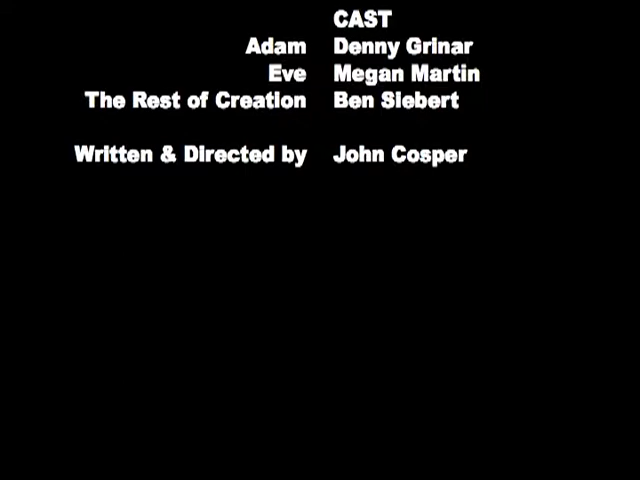 CAST
Adam Denny Grinar
Eve Megan Martin
The Rest of Creation Ben Siebert
Written & Directed by John Cosper